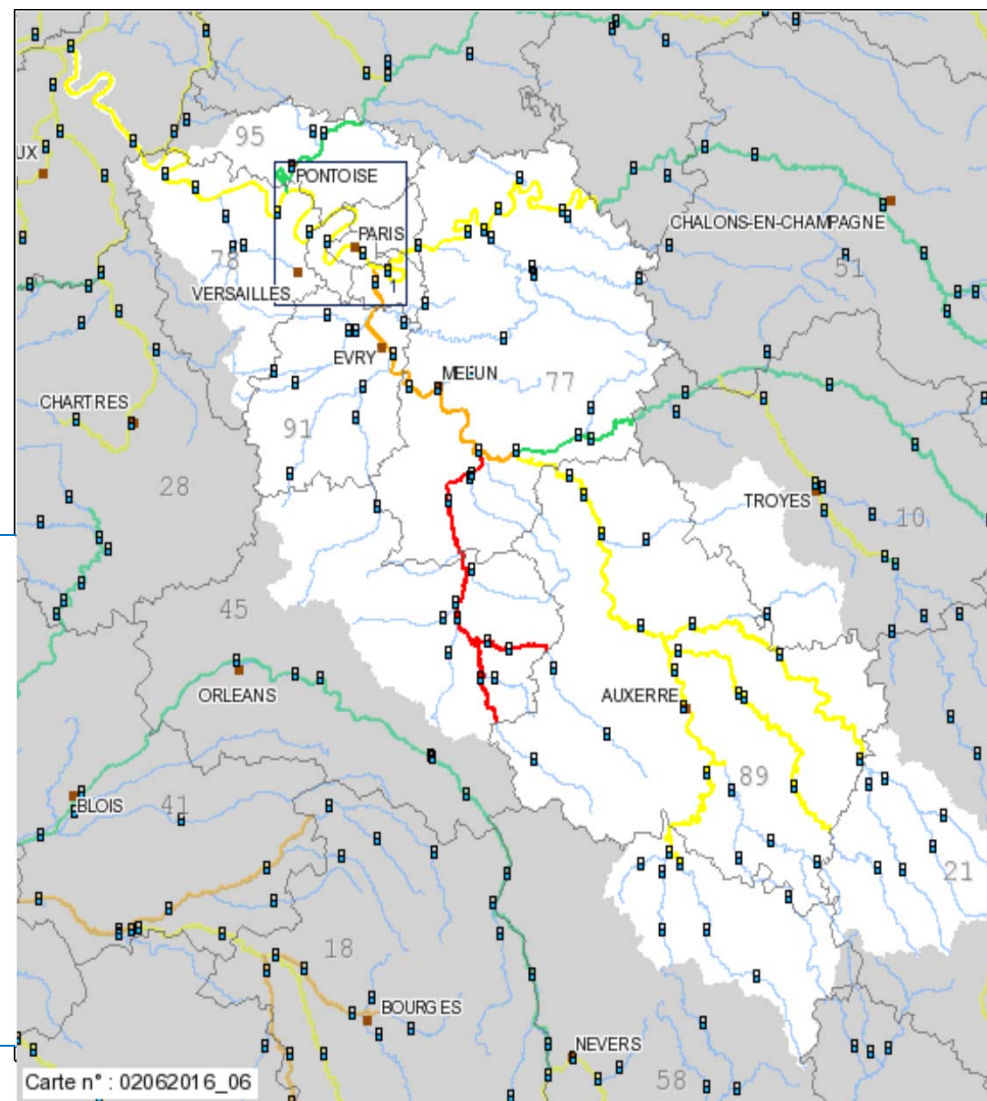 95
UX
PONTOISE
CHALONS-EN-CHAMPAGNE
PARIS
78
51
VERSAILLES
EVRY
MELUN
77
CHARTRES
91
28
TROYES
10
45
ORLEANS
AUXERRE
89
BLOIS
41
21
18
BOURGES
NEVERS
58
Carte n° : 02062016_06